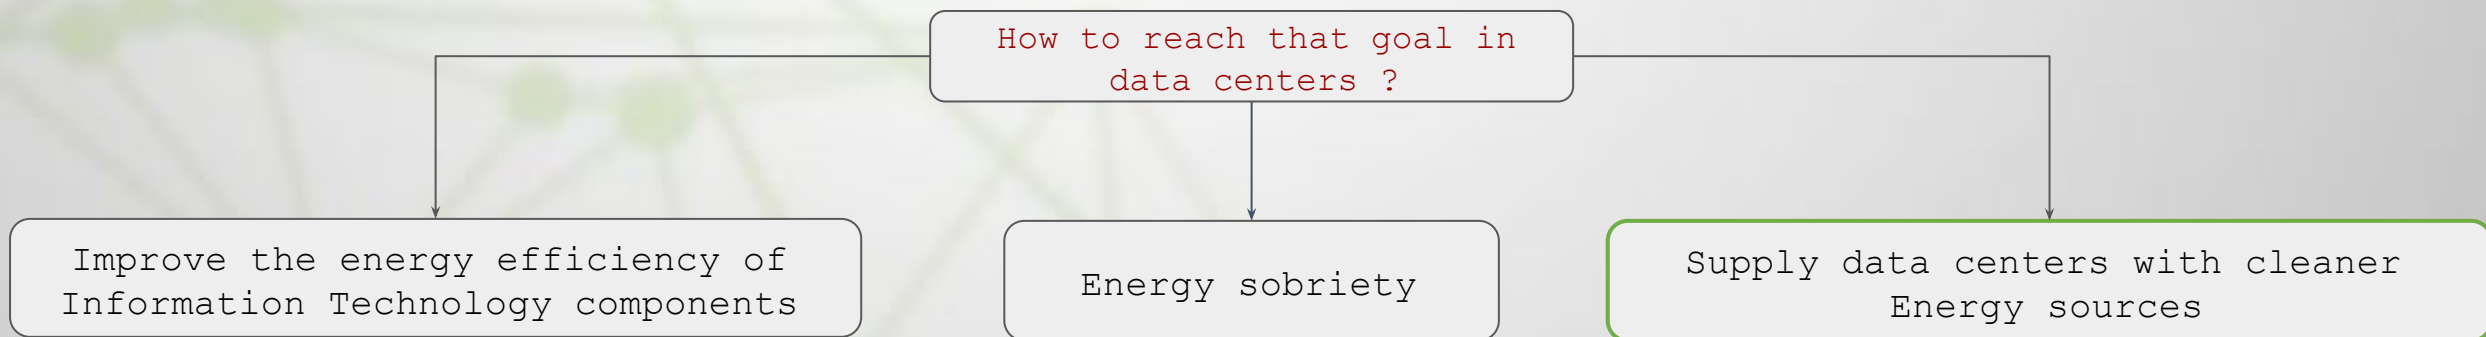 How to reach that goal in
data centers ?
Improve the energy efficiency of
Information Technology components
Energy sobriety
Supply data centers with cleaner
Energy sources